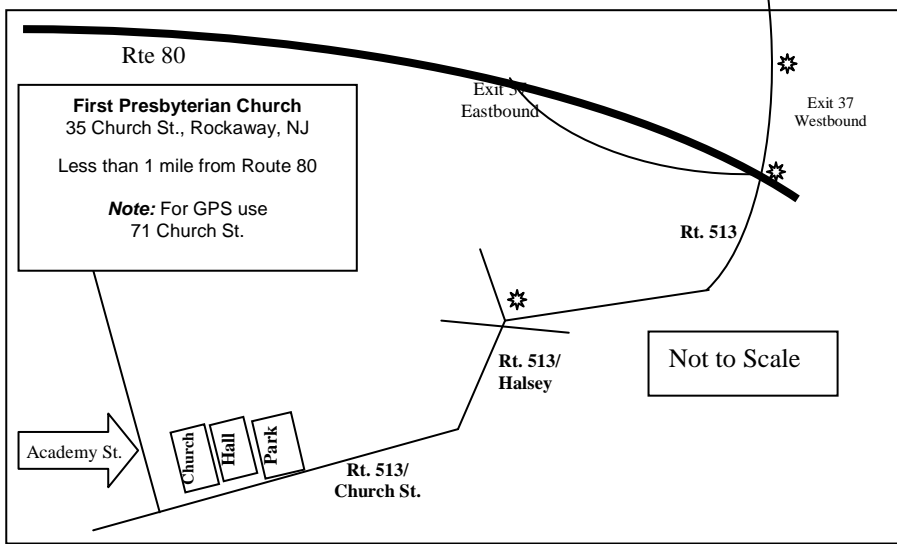 Rte 80
First Presbyterian Church
35 Church St., Rockaway, NJ
Less than 1 mile from Route 80
Note: For GPS use
71 Church St.
Exit
Eastbound
Exit 37
Westbound
Rt. 513
Rt. 513/
Halsey
Not to Scale
Academy St.
Church
Hall
Park
Rt. 513/
Church St.